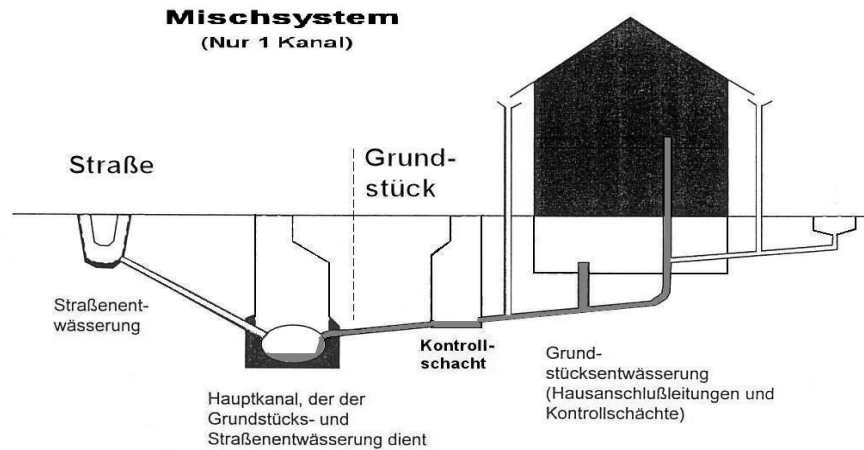 Mischsystem
(Nur 1 Kanal)
Straße
Grund-
stück
Straßenent-
wässerung
Kontroll-
schacht
Hauptkanal, der der
Grundstücks- und
Straßenentwässerung dient
Grund-
stücksentwässerung
(Hausanschlußleitungen und
Kontrollschächte)